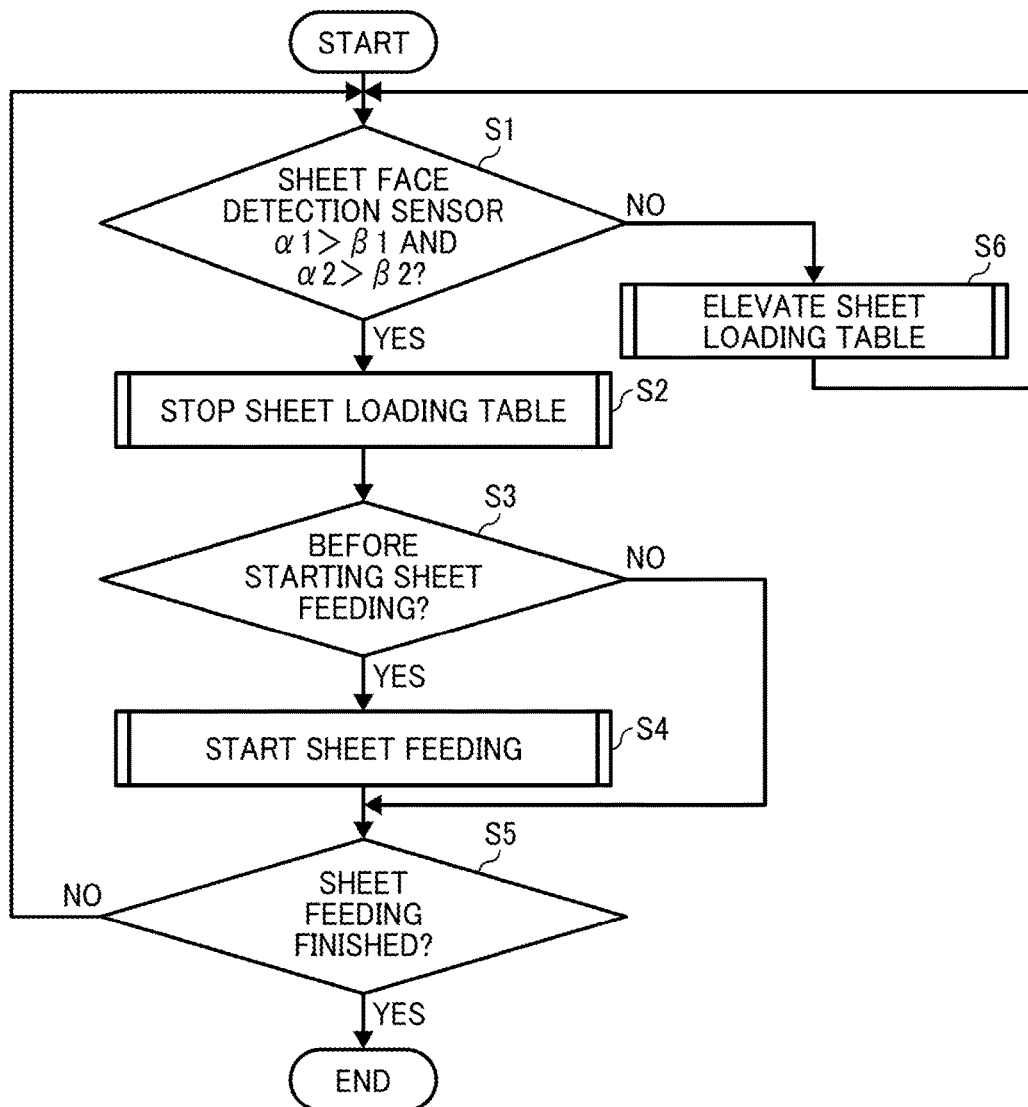 START
S1
SHEET FACE
DETECTION SENSOR
α1＞β1 AND
α2＞β2?
NO
S6
ELEVATE SHEET
LOADING TABLE
YES
STOP SHEET LOADING TABLE
S2
S3
BEFORE
STARTING SHEET
FEEDING?
NO
YES
START SHEET FEEDING
S4
S5
SHEET
FEEDING
FINISHED?
NO
YES
END